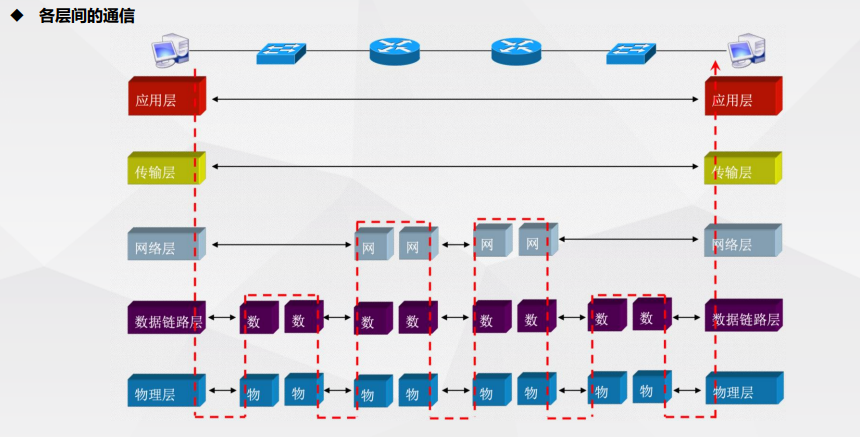 ◆ 各层间的通信
应用层 应用层
传输层 传输层
网络层 网 网 网 网 网络层
数据链路层 数 数 数 数 数 数 数 数 数据链路层
物理层 物 物 物 物 物 物 物 物 物理层